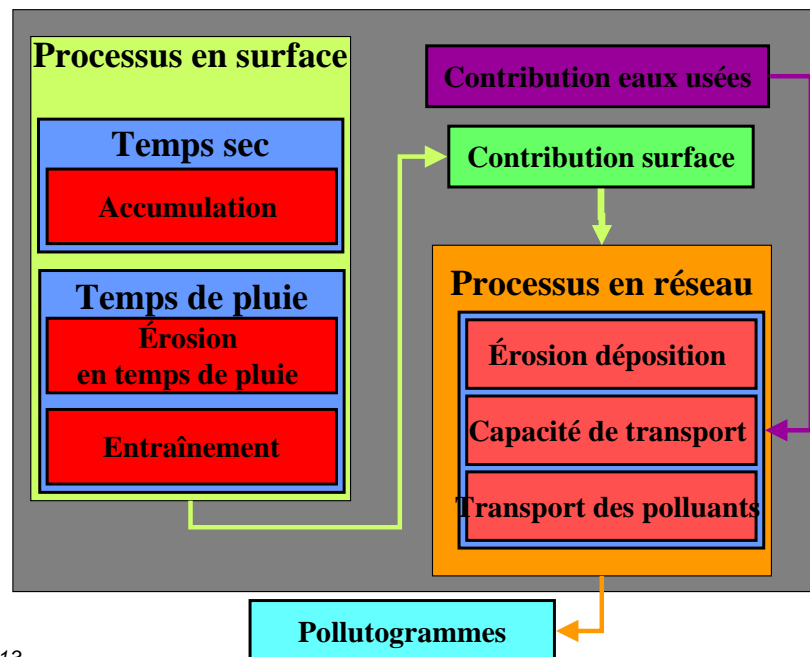 Processus en surface
Temps sec
Accumulation
Temps de pluie
Érosion
en temps de pluie
Entraînement
Contribution eaux usées
Contribution surface
Processus en réseau
Érosion déposition
Capacité de transport
Transport des polluants
Pollutogrammes